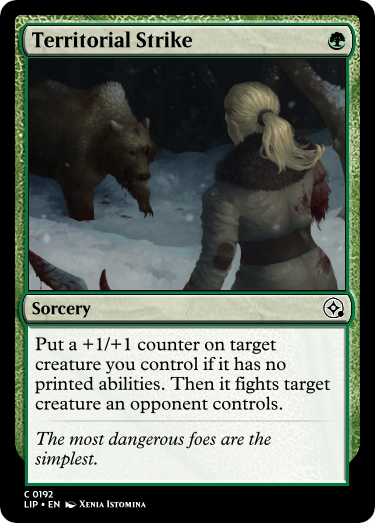 Territorial Strike
Sorcery
Put a +1/+1 counter on target
creature you control if it has no
printed abilities. Then it fights target
creature an opponent controls.
The most dangerous foes are the
simplest.
C 0192
LIP • EN Xenia Istomina